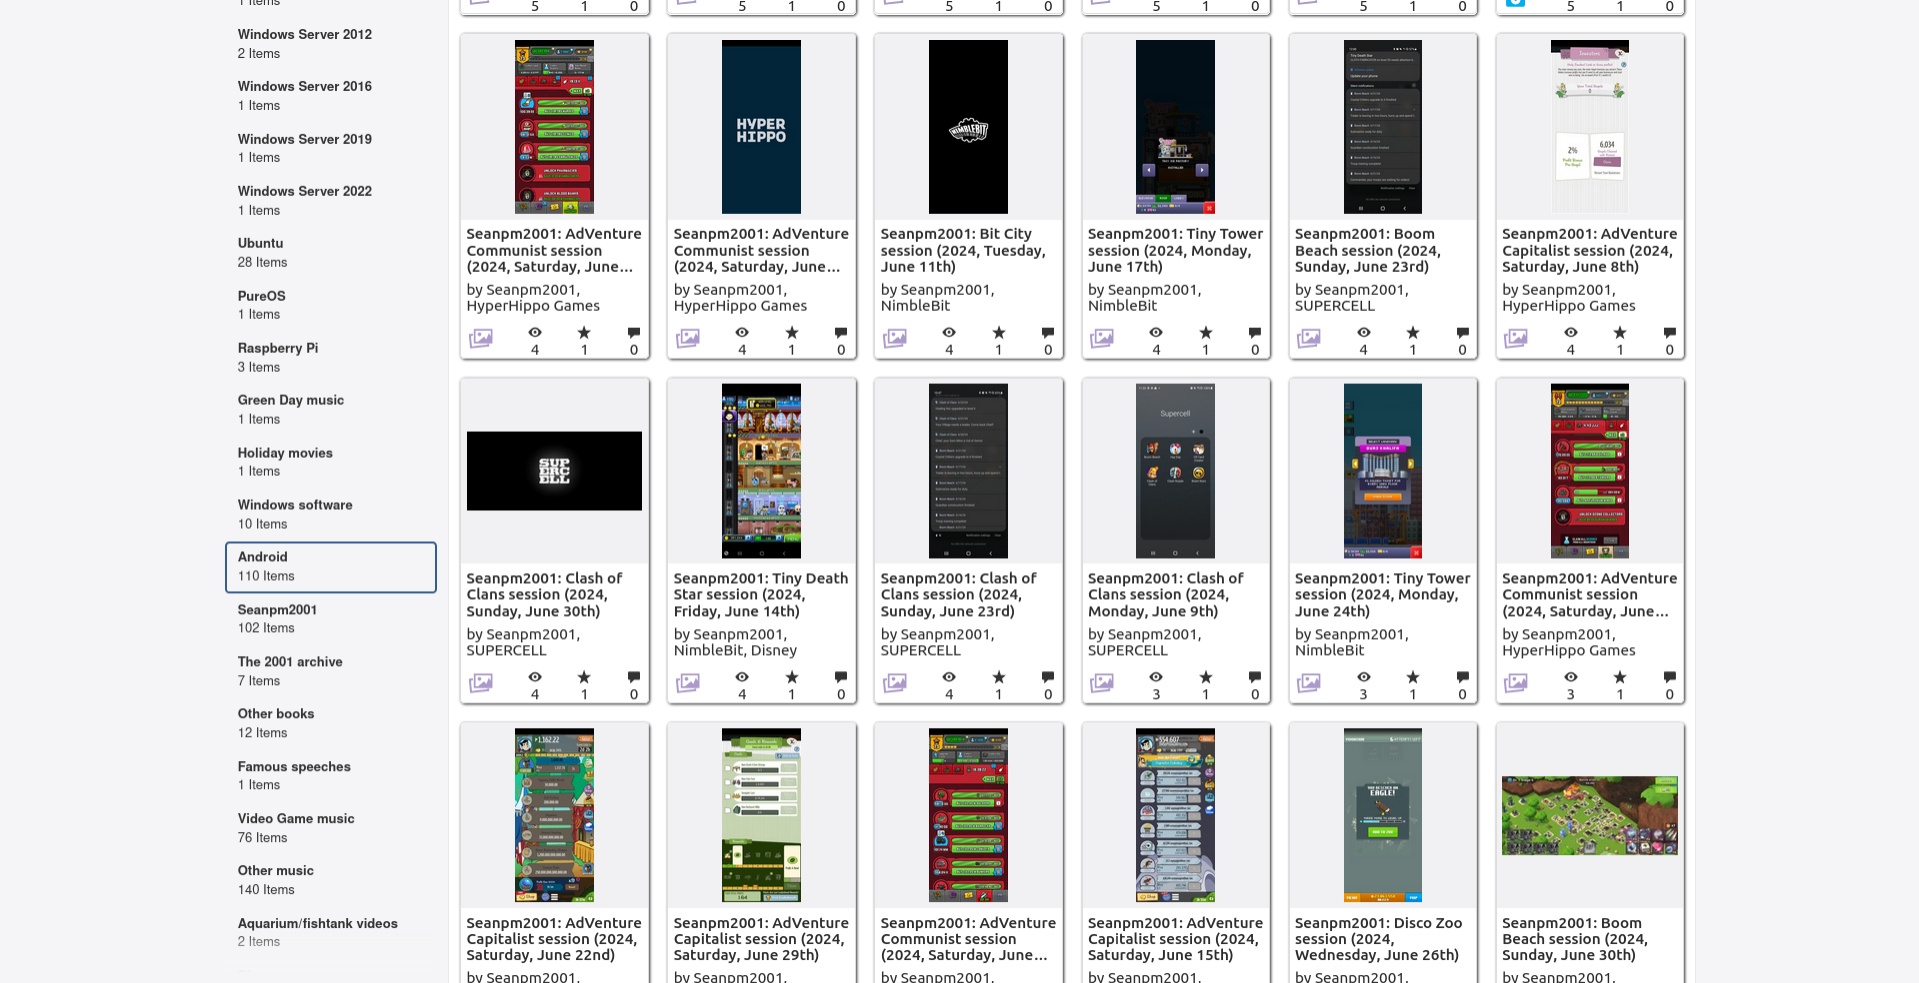 1 Items
Windows Server 2012
2 Items
Windows Server 2016
1 Items
Windows Server 2019
1 Items
Windows Server 2022
1 Items
Ubuntu
28 Items
PureOS
1 Items
Raspberry Pi
3 Items
Green Day music
1 Items
Holiday movies
1 Items
Windows software
10 Items
Android
110 Items
Seanpm2001
102 Items
The 2001 archive
7 Items
Other books
12 Items
Famous speeches
1 Items
Video Game music
76 Items
Other music
140 Items
Aquarium/fishtank videos
2 Items
5 1 0
5 1 0
5 1 0
5 1 0
5 1 0
5 1 0
Seanpm2001: AdVenture
Communist session
(2024, Saturday, June...
by Seanpm2001,
HyperHippo Games
4 1 0
HYPER
HIPPO
Seanpm2001: AdVenture
Communist session
(2024, Saturday, June...
by Seanpm2001,
HyperHippo Games
4 1 0
NIMBLEBIT
Seanpm2001: Bit City
session (2024, Tuesday,
June 11th)
by Seanpm2001,
NimbleBit
4 1 0
Seanpm2001: Tiny Tower
session (2024, Monday,
June 17th)
by Seanpm2001,
NimbleBit
4 1 0
Seanpm2001: Boom
Beach session (2024,
Sunday, June 23rd)
by Seanpm2001,
SUPERCELL
4 1 0
2%
6,034
Seanpm2001: AdVenture
Capitalist session (2024,
Saturday, June 8th)
by Seanpm2001,
HyperHippo Games
4 1 0
SUP
ERC
ELL
Seanpm2001: Clash of
Clans session (2024,
Sunday, June 30th)
by Seanpm2001,
SUPERCELL
4 1 0
Seanpm2001: Tiny Death
Star session (2024,
Friday, June 14th)
by Seanpm2001,
NimbleBit, Disney
4 1 0
Seanpm2001: Clash of
Clans session (2024,
Sunday, June 23rd)
by Seanpm2001,
SUPERCELL
4 1 0
Supercell
Seanpm2001: Clash of
Clans session (2024,
Monday, June 9th)
by Seanpm2001,
SUPERCELL
3 1 0
Seanpm2001: Tiny Tower
session (2024, Monday,
June 24th)
by Seanpm2001,
NimbleBit
3 1 0
Seanpm2001: AdVenture
Communist session
(2024, Saturday, June...
by Seanpm2001,
HyperHippo Games
3 1 0
Seanpm2001: AdVenture
Capitalist session (2024,
Saturday, June 22nd)
by Seanpm2001,
Seanpm2001: AdVenture
Capitalist session (2024,
Saturday, June 29th)
by Seanpm2001,
Seanpm2001: AdVenture
Communist session
(2024, Saturday, June...
by Seanpm2001,
Seanpm2001: AdVenture
Capitalist session (2024,
Saturday, June 15th)
by Seanpm2001,
EAGLE!
Seanpm2001: Disco Zoo
session (2024,
Wednesday, June 26th)
by Seanpm2001,
Seanpm2001: Boom
Beach session (2024,
Sunday, June 30th)
by Seanpm2001,